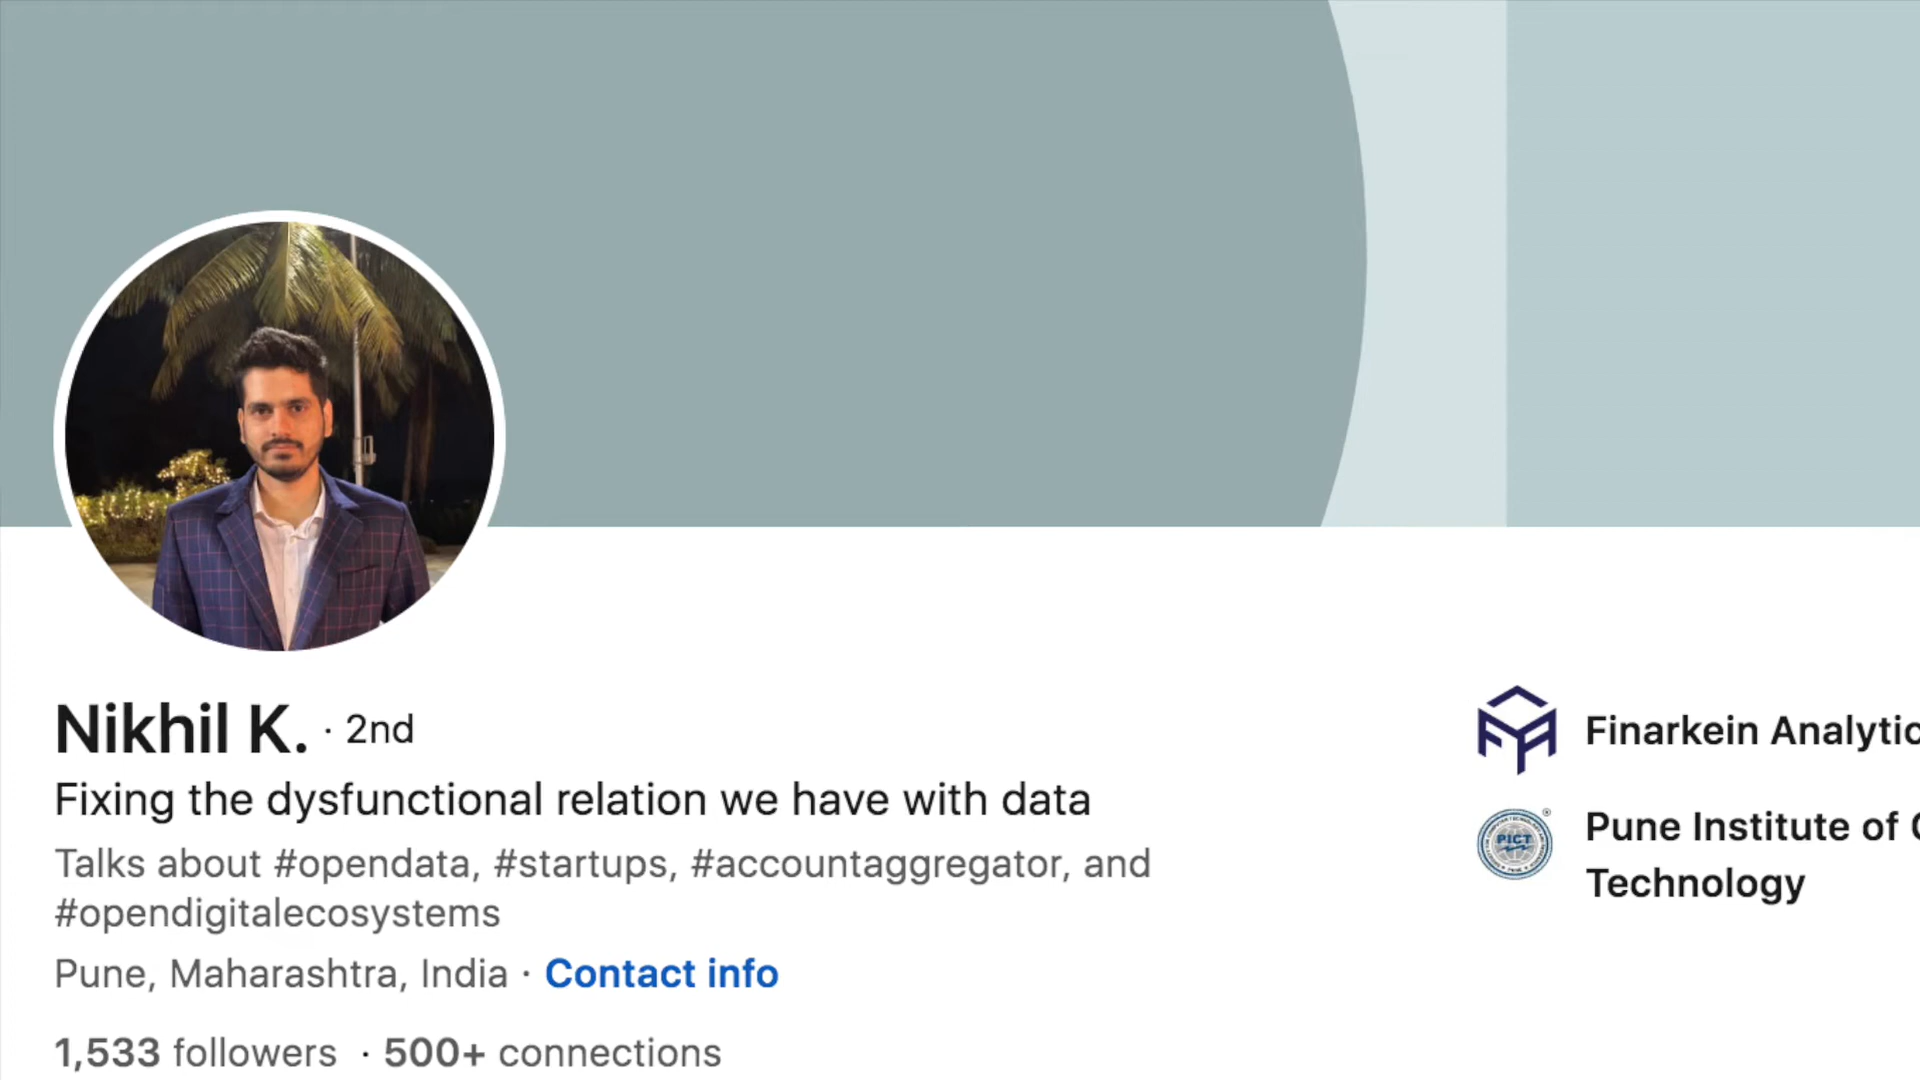 Nikhil K. · 2nd
Fixing the dysfunctional relation we have with data
Talks about #opendata, #startups, #accountaggregator, and
#opendigitalecosystems
Pune, Maharashtra, India · Contact info
1,533 followers · 500+ connections
Finarkein Analytic
PICT
Pune Institute of C
Technology